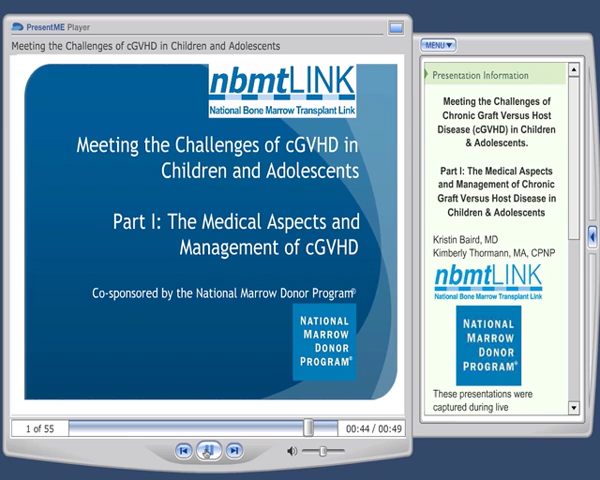 PresentME Player
Meeting the Challenges of cGVHD in Children and Adolescents
nbmtLINK
National Bone Marrow Transplant Link
Meeting the Challenges of cGVHD in
Children and Adolescents
Part I: The Medical Aspects and
Management of cGVHD
Co-sponsored by the National Marrow Donor Program®
NATIONAL
MARROW
DONOR
PROGRAM®
1 of 55
00:44 / 00:49
MENU
Presentation Information
Meeting the Challenges of
Chronic Graft Versus Host
Disease (cGVHD) in Children
& Adolescents.
Part I: The Medical Aspects
and Management of Chronic
Graft Versus Host Disease in
Children & Adolescents
Kristin Baird, MD
Kimberly Thormann, MA, CPNP
nbmtLINK
National Bone Marrow Transplant Link
NATIONAL
MARROW
DONOR
PROGRAM®
These presentations were
captured during live